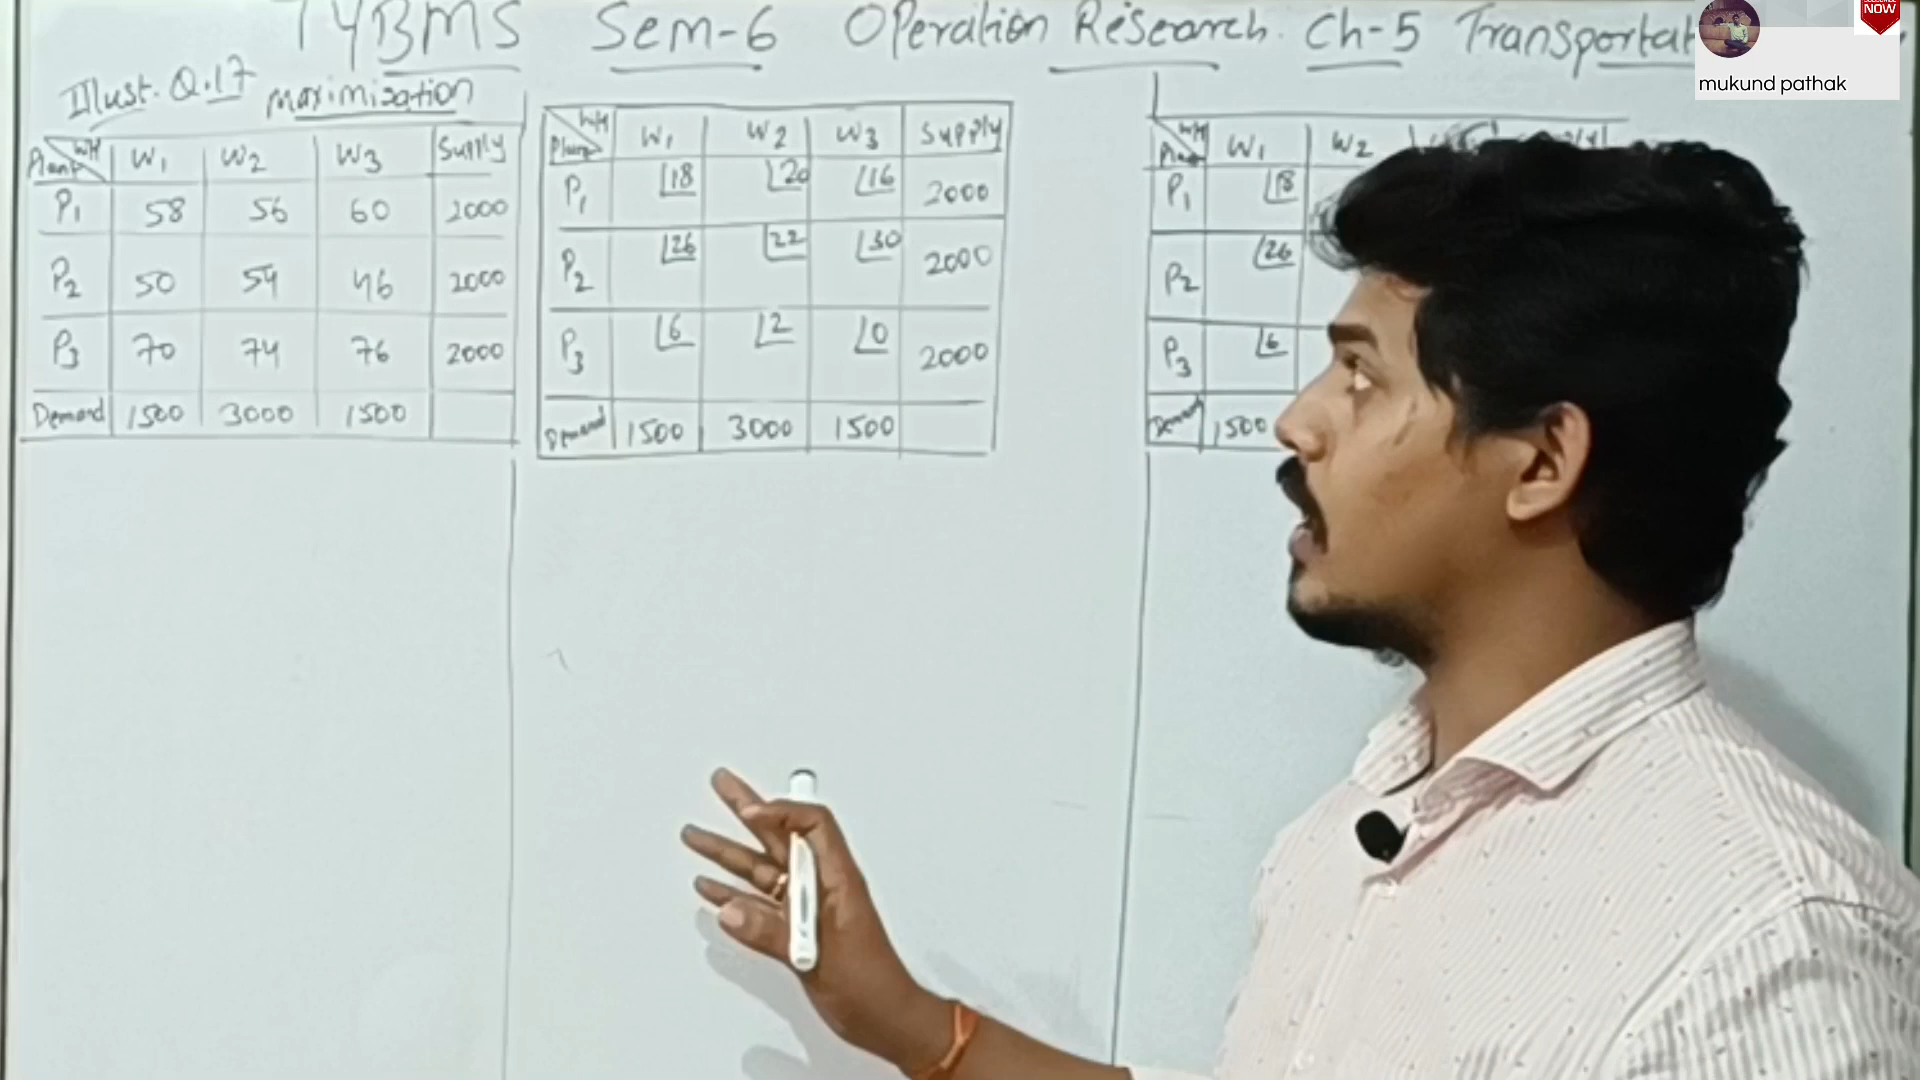 TYBMS Sem-6 Operation Research. Ch-5 Transportat
NOW
mukund pathak
Illust. Q.17 maximization
WH
Plant W1 W2 W3 Supply
P1 58 56 60 2000
P2 50 54 46 2000
P3 70 74 76 2000
Demand 1500 3000 1500
WH
Plant W1 W2 W3 Supply
P1 18 20 16 2000
P2 26 22 30 2000
P3 6 2 0 2000
Demand 1500 3000 1500
WH
Plant W1 W2
P1 18
P2 26
P3 6
Demand 1500